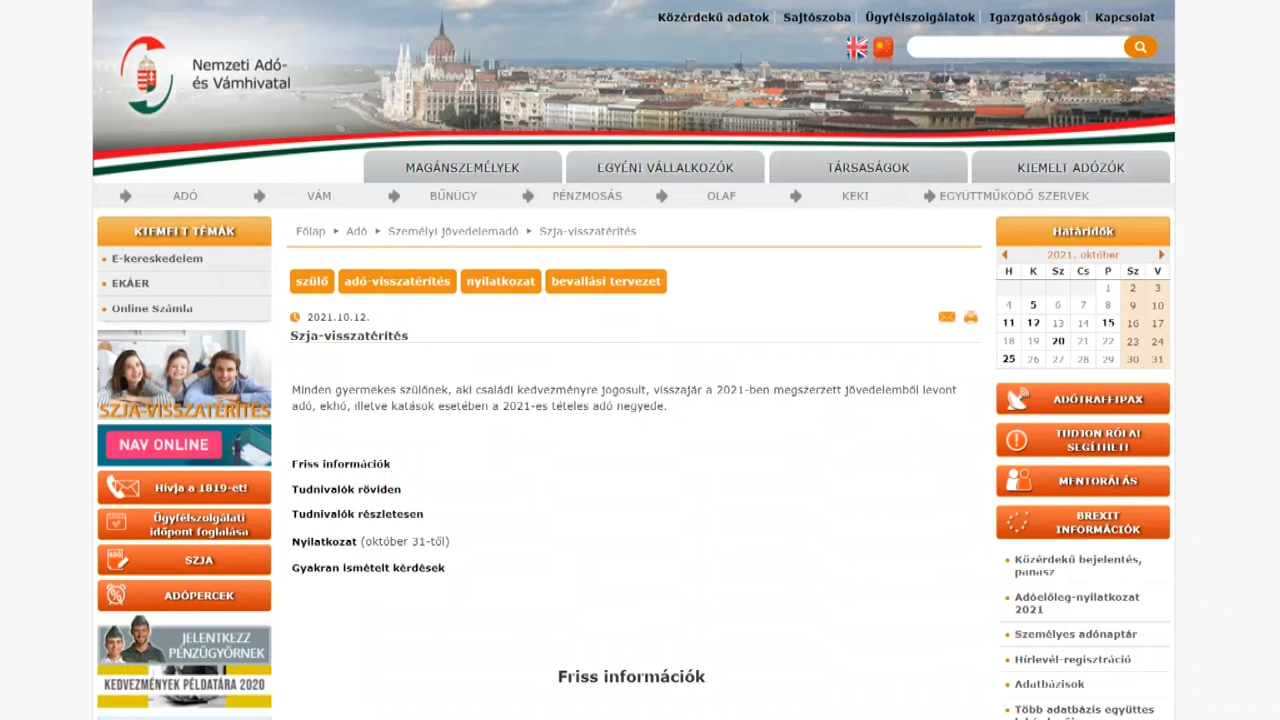 Közérdekű adatok
Sajtószoba
Ügyfélszolgálatok
Igazgatóságok
Kapcsolat
Nemzeti Adó-
és Vámhivatal
MAGÁNSZEMÉLYEK
EGYÉNI VÁLLALKOZÓK
TÁRSASÁGOK
KIEMELT ADÓZÓK
ADÓ
VÁM
BŰNÜGY
PÉNZMOSÁS
OLAF
KEKI
EGYÜTTMŰKÖDŐ SZERVEK
KIEMELT TÉMÁK
E-kereskedelem
EKÁER
Online Számla
SZJA-VISSZATÉRÍTÉS
NAV ONLINE
Hívja a 1819-et!
Ügyfélszolgálati
időpont foglalása
SZJA
ADÓPERCEK
JELENTKEZZ
PÉNZÜGYŐRNEK
KEDVEZMÉNYEK PÉLDATÁRA 2020
Főlap
Adó
Személyi jövedelemadó
Szja-visszatérítés
szülő
adó-visszatérítés
nyilatkozat
bevallási tervezet
2021.10.12.
Szja-visszatérítés
Minden gyermekes szülőnek, aki családi kedvezményre jogosult, visszajár a 2021-ben megszerzett jövedelemből levont
adó, ekhó, illetve katások esetében a 2021-es tételes adó negyede.
Friss információk
Tudnivalók röviden
Tudnivalók részletesen
Nyilatkozat (október 31-től)
Gyakran ismételt kérdések
Friss információk
Határidők
2021. október
H K Sz Cs P Sz V
1 2 3
4 5 6 7 8 9 10
11 12 13 14 15 16 17
18 19 20 21 22 23 24
25 26 27 28 29 30 31
ADÓTRAFFIPAX
TUDJON RÓLA!
SEGÍTHET!
MENTORÁLÁS
BREXIT
INFORMÁCIÓK
Közérdekű bejelentés,
panasz
Adóelőleg-nyilatkozat
2021
Személyes adónaptár
Hírlevél-regisztráció
Adatbázisok
Több adatbázis együttes